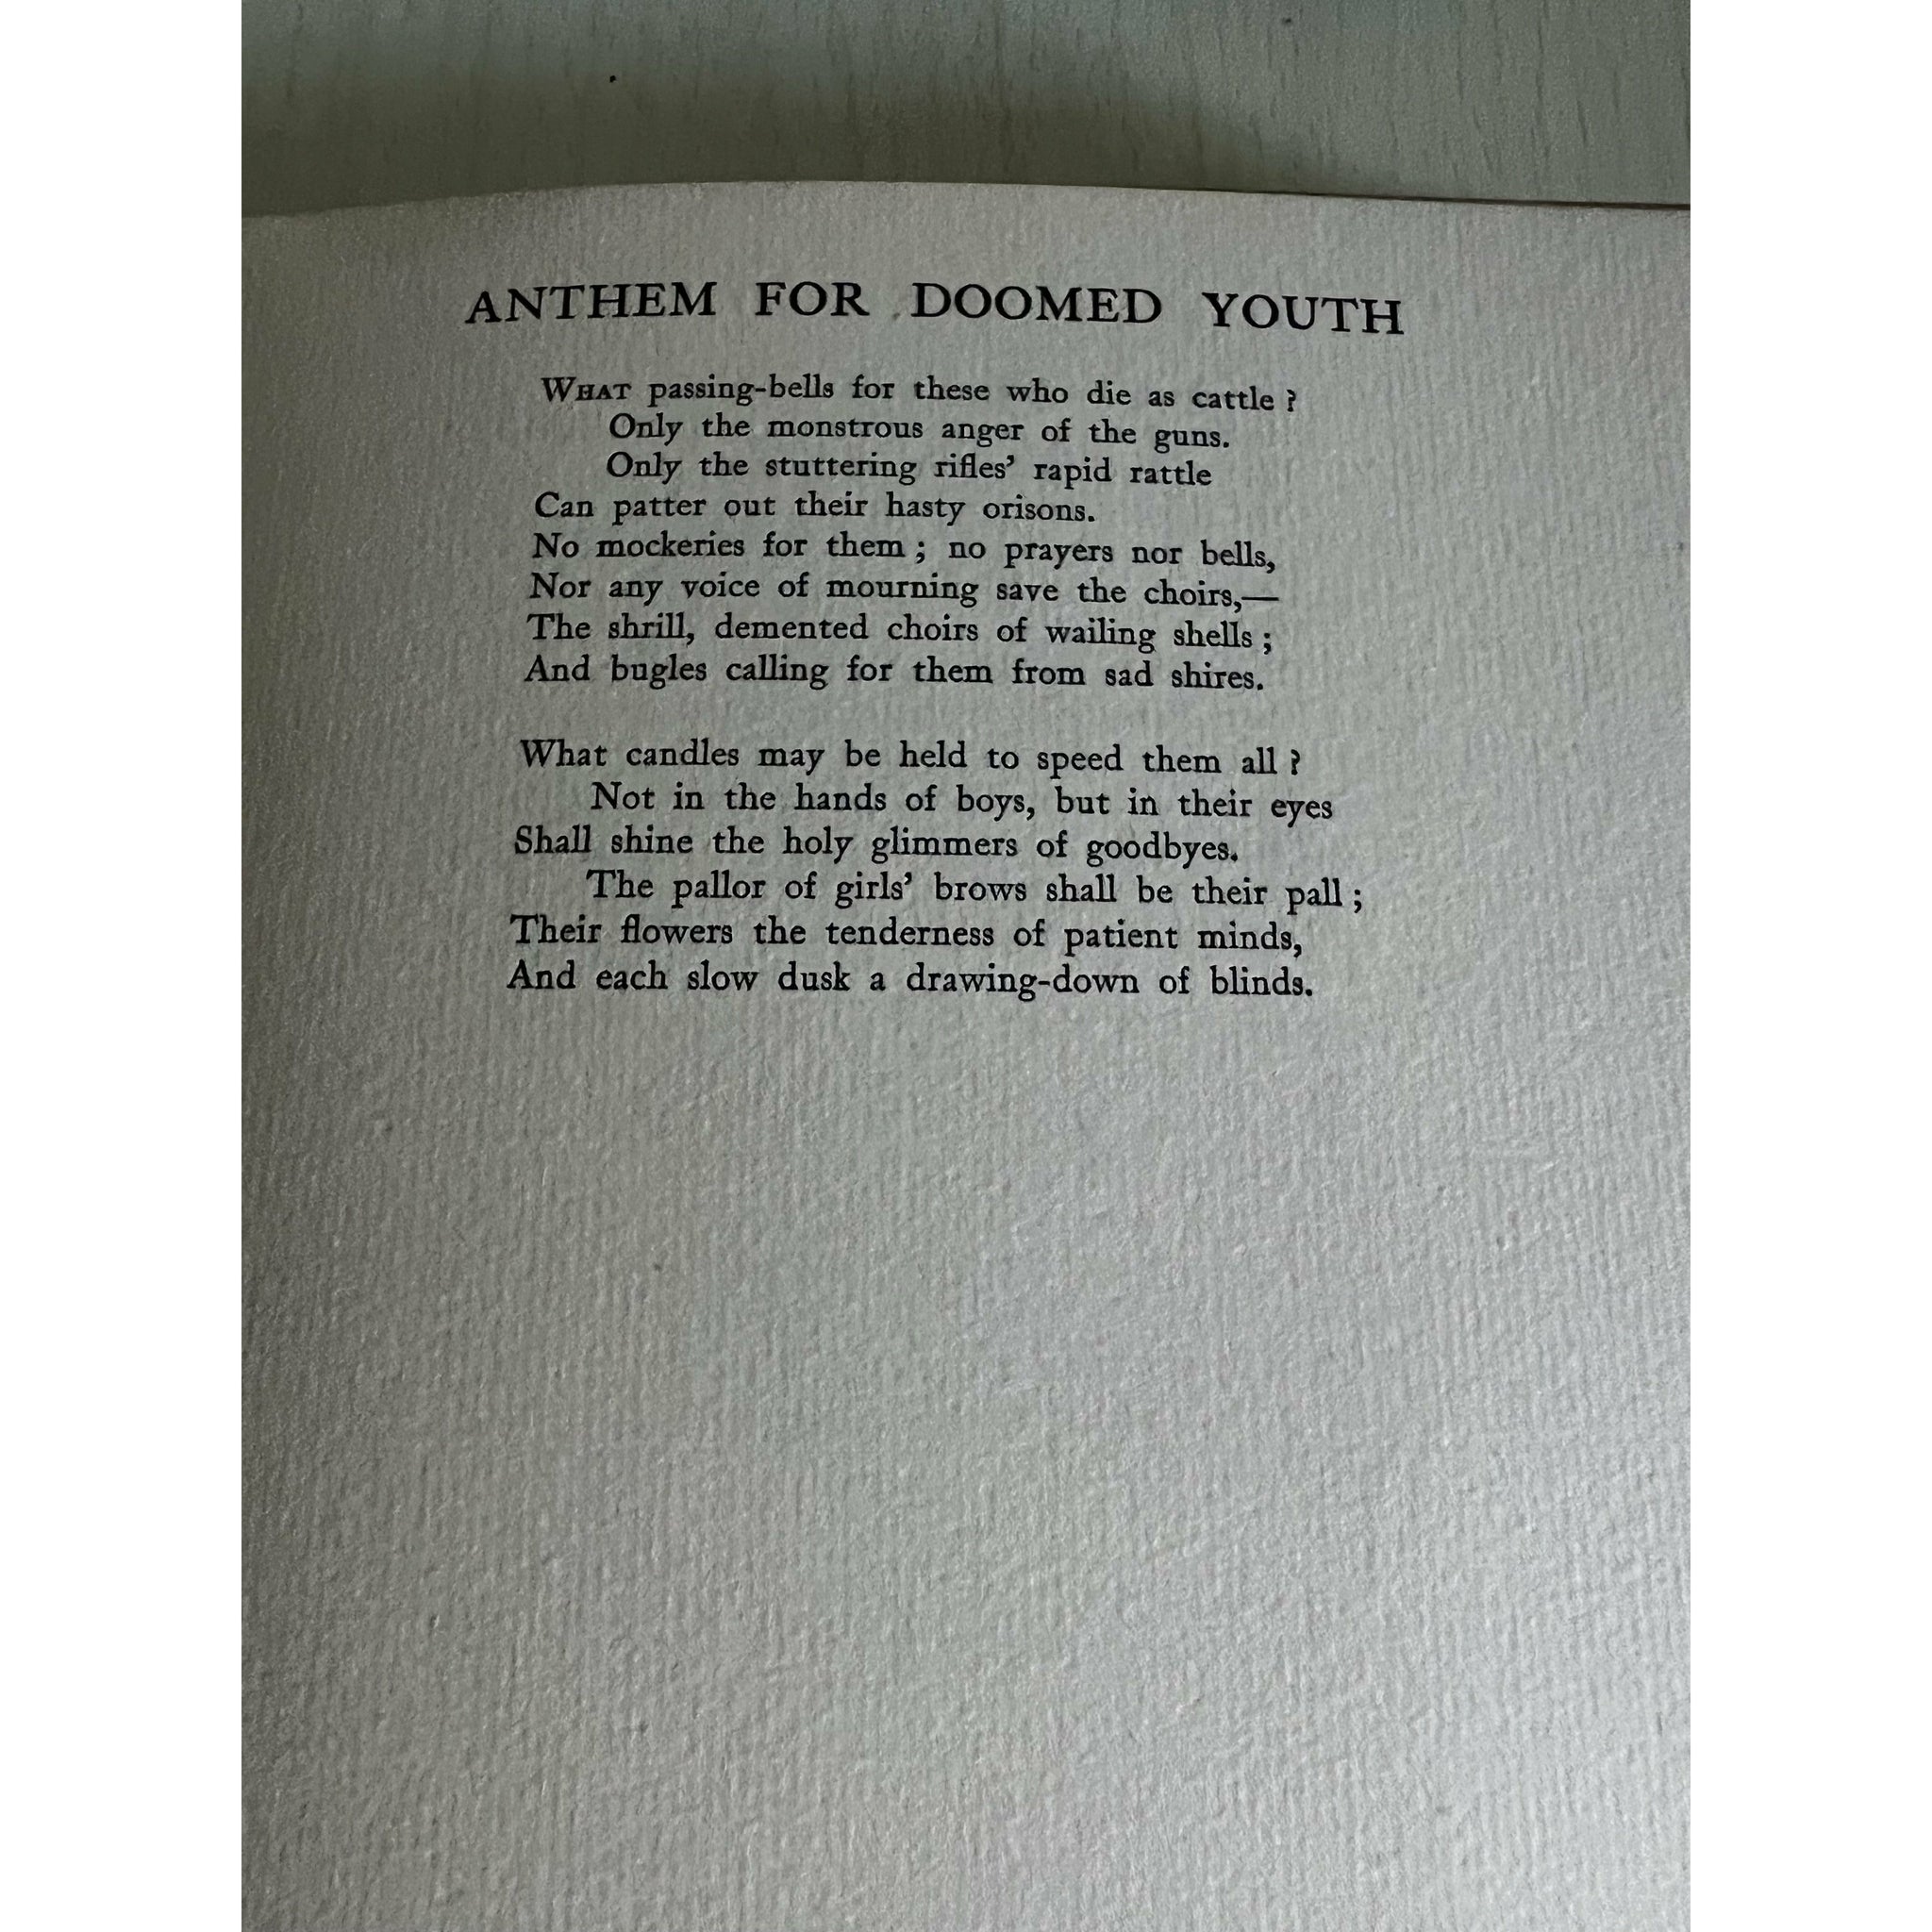 ANTHEM FOR DOOMED YOUTH
WHAT passing-bells for these who die as cattle ?
Only the monstrous anger of the guns.
Only the stuttering rifles’ rapid rattle
Can patter out their hasty orisons.
No mockeries for them ; no prayers nor bells,
Nor any voice of mourning save the choirs,—
The shrill, demented choirs of wailing shells ;
And bugles calling for them from sad shires.
What candles may be held to speed them all ?
Not in the hands of boys, but in their eyes
Shall shine the holy glimmers of goodbyes.
The pallor of girls’ brows shall be their pall ;
Their flowers the tenderness of patient minds,
And each slow dusk a drawing-down of blinds.